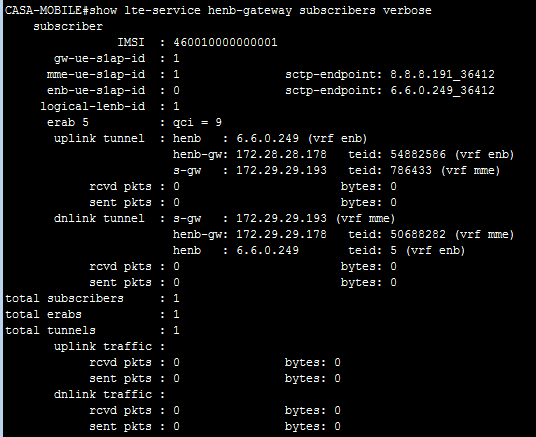 CASA-MOBILE#show lte-service henb-gateway subscribers verbose
subscriber
IMSI : 460010000000001
gw-ue-s1ap-id : 1
mme-ue-s1ap-id : 1 sctp-endpoint: 8.8.8.191_36412
enb-ue-s1ap-id : 0 sctp-endpoint: 6.6.0.249_36412
logical-lenb-id : 1
erab 5 : qci = 9
uplink tunnel : henb : 6.6.0.249 (vrf enb)
henb-gw: 172.28.28.178 teid: 54882586 (vrf enb)
s-gw : 172.29.29.193 teid: 786433 (vrf mme)
rcvd pkts : 0 bytes: 0
sent pkts : 0 bytes: 0
dnlink tunnel : s-gw : 172.29.29.193 (vrf mme)
henb-gw: 172.29.29.178 teid: 50688282 (vrf mme)
henb : 6.6.0.249 teid: 5 (vrf enb)
rcvd pkts : 0 bytes: 0
sent pkts : 0 bytes: 0
total subscribers : 1
total erabs : 1
total tunnels : 1
uplink traffic :
rcvd pkts : 0 bytes: 0
sent pkts : 0 bytes: 0
dnlink traffic :
rcvd pkts : 0 bytes: 0
sent pkts : 0 bytes: 0